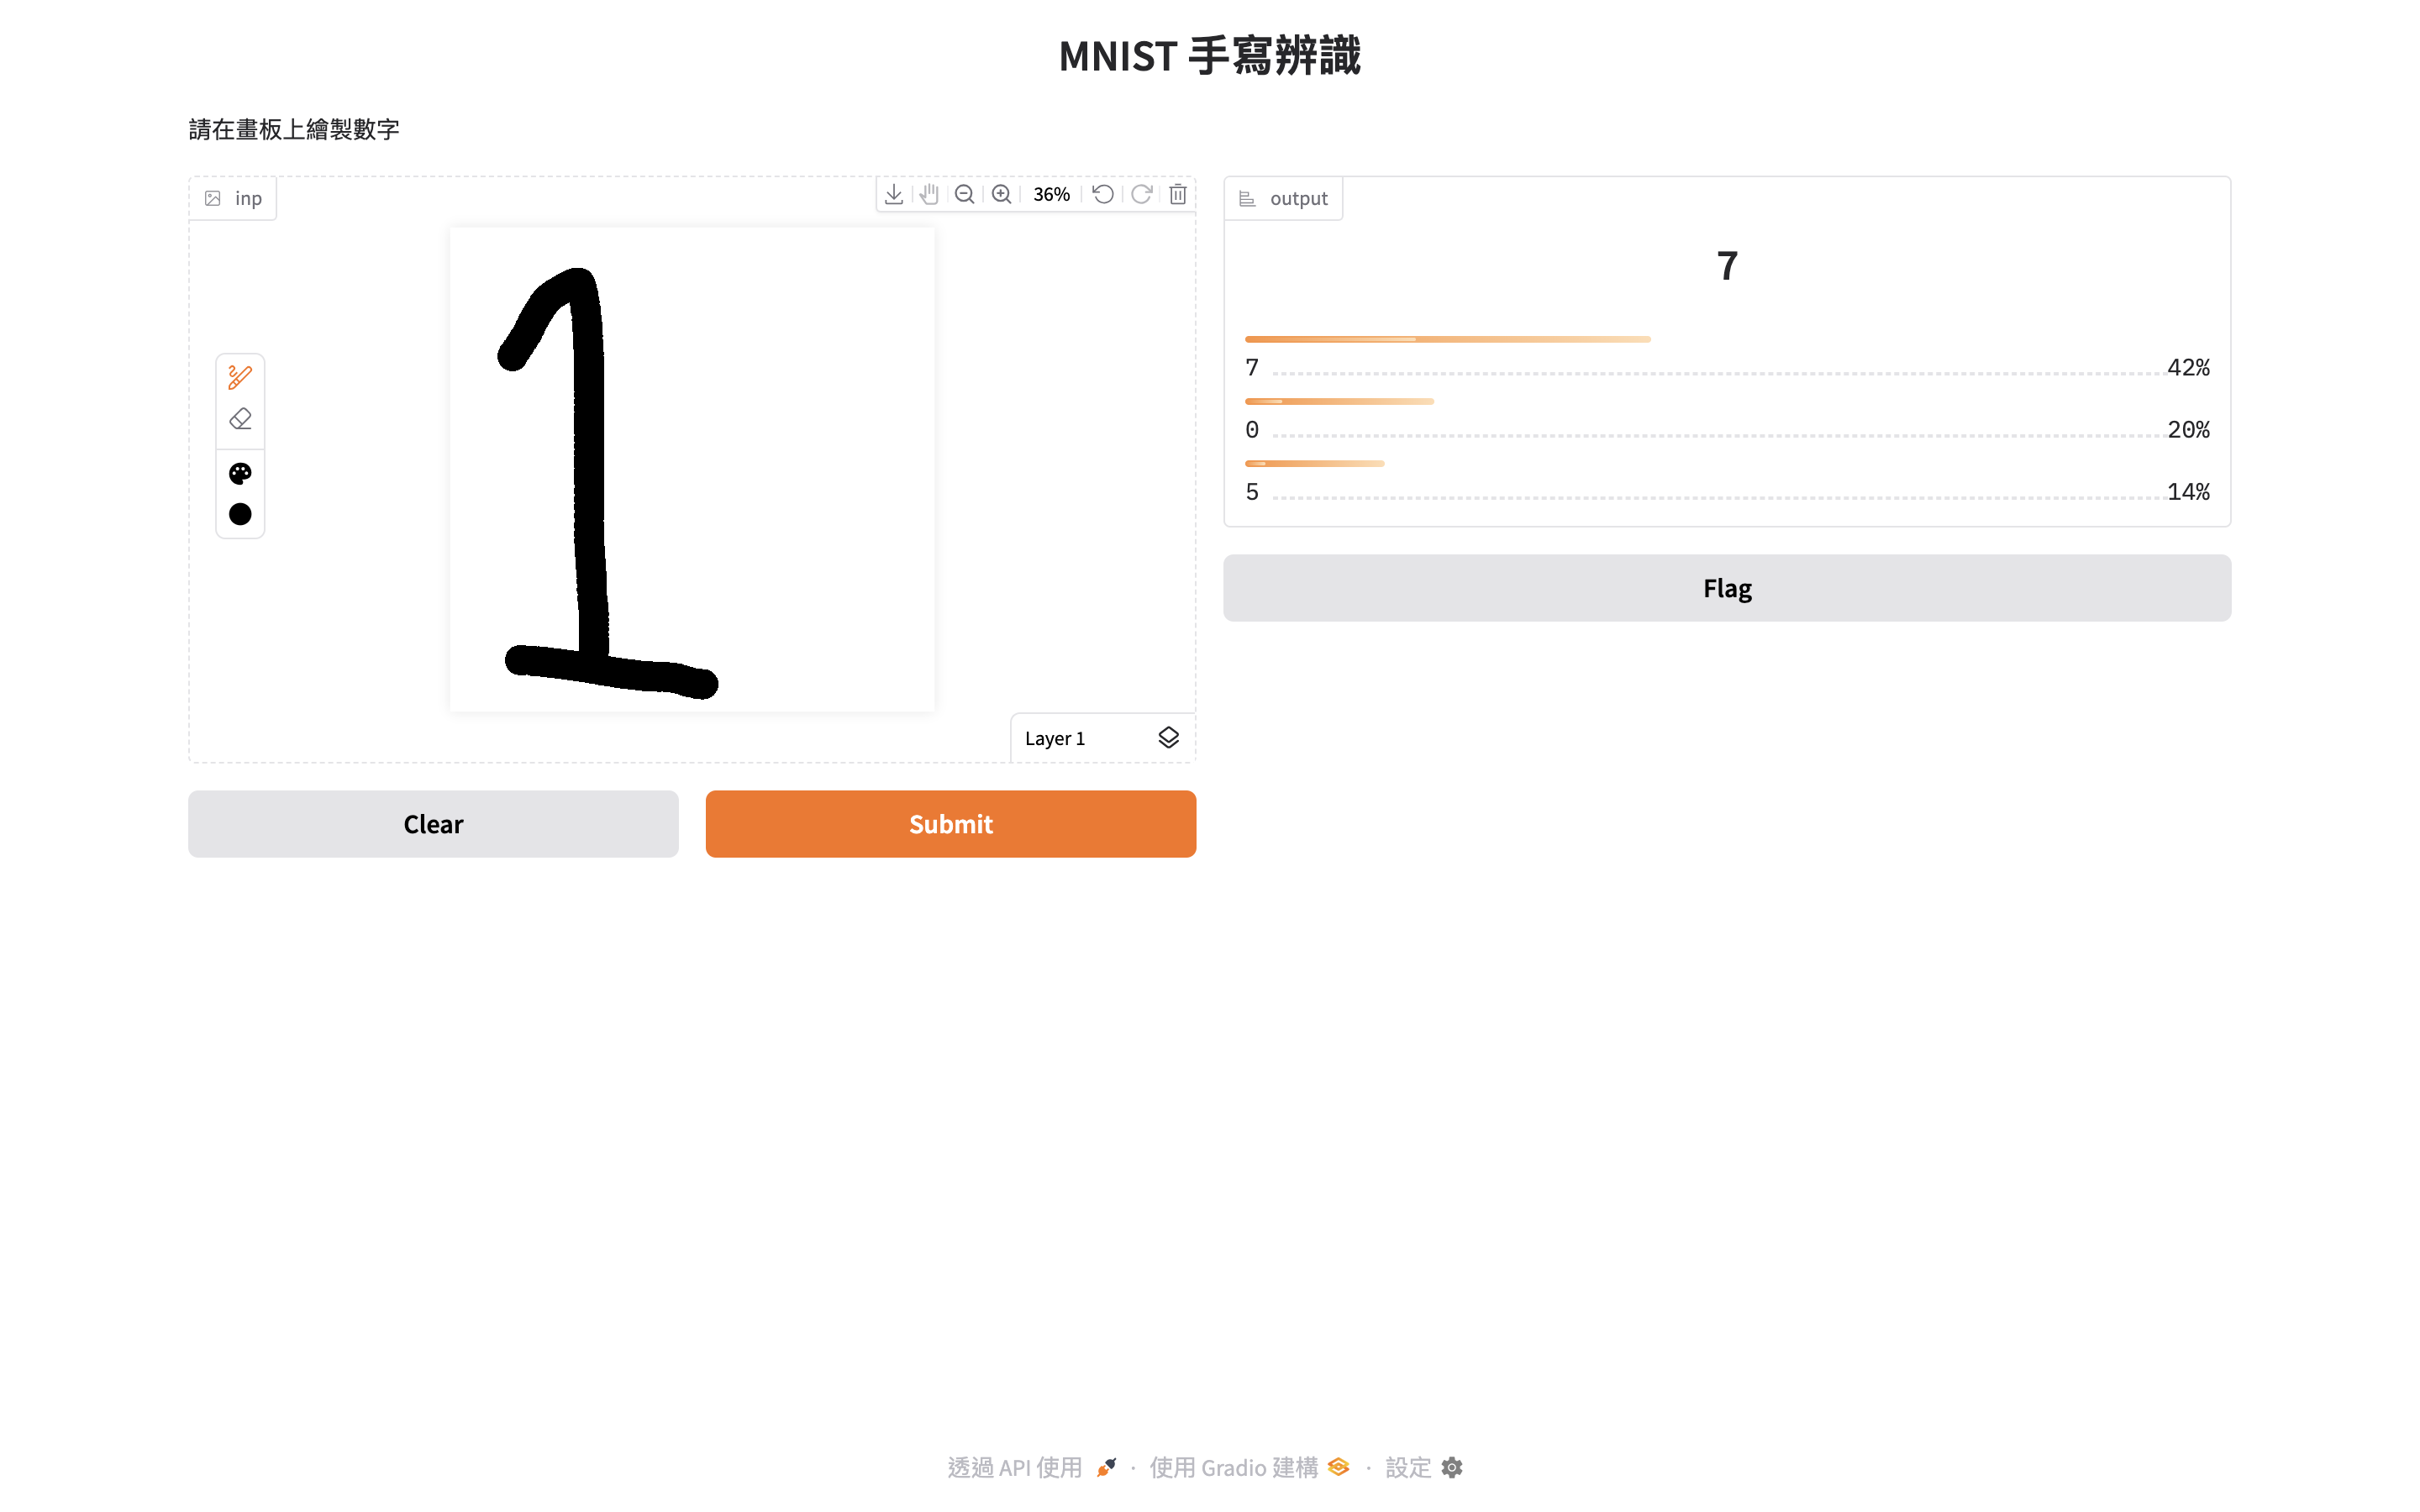 MNIST 手寫辨識
請在畫板上繪製數字
inp
36%
1
Layer 1
Clear
Submit
output
7
7 42%
0 20%
5 14%
Flag
透過 API 使用 · 使用 Gradio 建構 · 設定